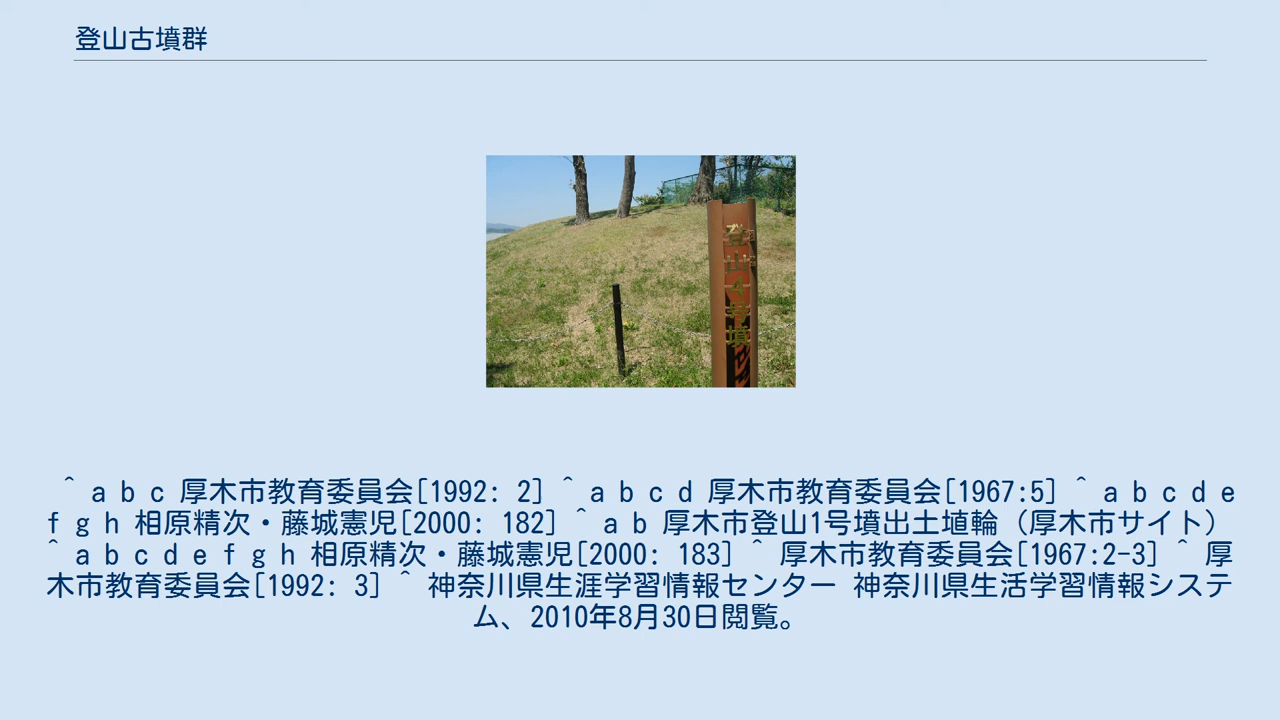 登山古墳群
登山4号墳
^ a b c 厚木市教育委員会[1992: 2] ^ a b c d 厚木市教育委員会[1967:5] ^ a b c d e
f g h 相原精次・藤城憲児[2000: 182] ^ a b 厚木市登山1号墳出土埴輪（厚木市サイト）
^ a b c d e f g h 相原精次・藤城憲児[2000: 183] ^ 厚木市教育委員会[1967:2-3] ^ 厚
木市教育委員会[1992: 3] ^ 神奈川県生涯学習情報センター 神奈川県生活学習情報システ
ム、2010年8月30日閲覧。